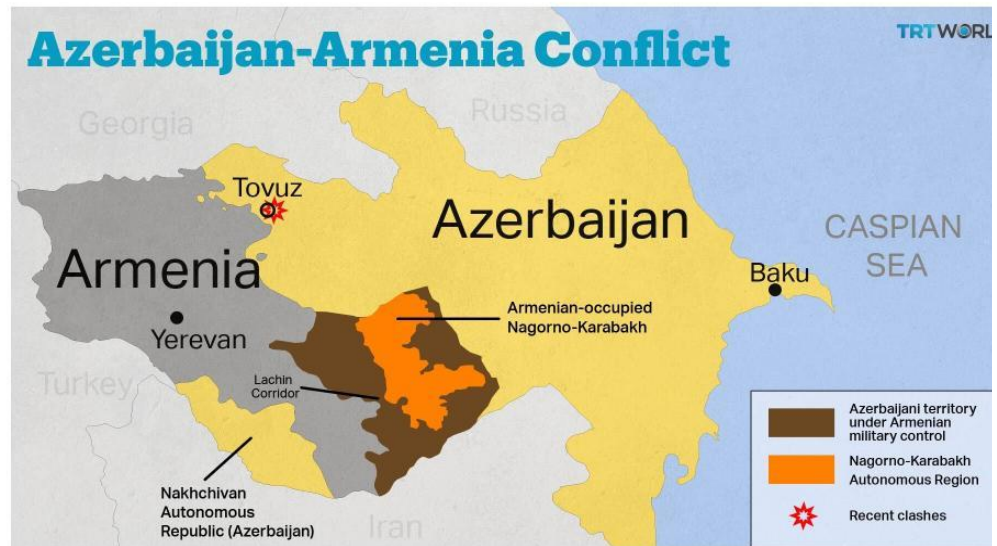 Azerbaijan-Armenia Conflict
TRTWORL
Georgia
Russia
Tovuz
Azerbaijan
CASPIAN
SEA
Armenia
Baku
Armenian-occupied
Nagorno-Karabakh
Yerevan
Turkey
Lachin
Corridor
Nakhchivan
Autonomous
Republic (Azerbaijan)
Iran
Azerbaijani territory
under Armenian
military control
Nagorno-Karabakh
Autonomous Region
Recent clashes